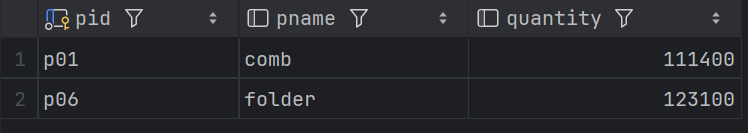 pid pname quantity
1 p01 comb 111400
2 p06 folder 123100